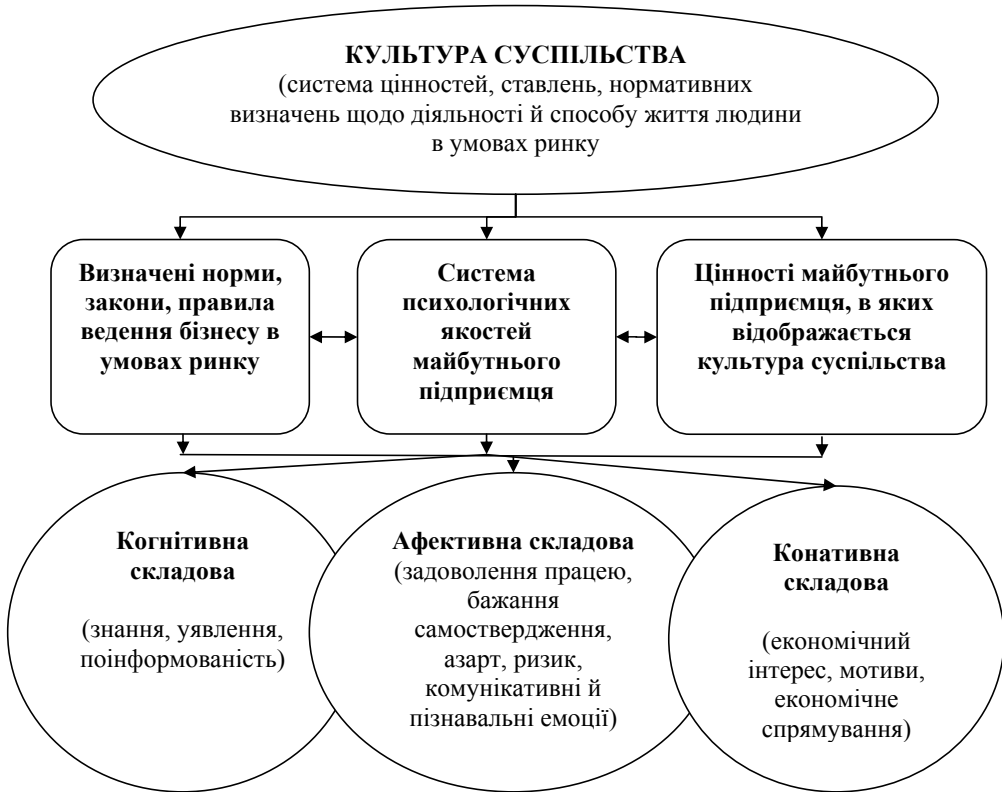 КУЛЬТУРА СУСПІЛЬСТВА
(система цінностей, ставлень, нормативних
визначень щодо діяльності й способу життя людини
в умовах ринку
Визначені норми,
закони, правила
ведення бізнесу в
умовах ринку
Система
психологічних
якостей
майбутнього
підприємця
Цінності майбутнього
підприємця, в яких
відображається
культура суспільства
Когнітивна
складова
(знання, уявлення,
поінформованість)
Афективна складова
(задоволення працею,
бажання
самоствердження,
азарт, ризик,
комунікативні й
пізнавальні емоції)
Конативна
складова
(економічний
інтерес, мотиви,
економічне
спрямування)